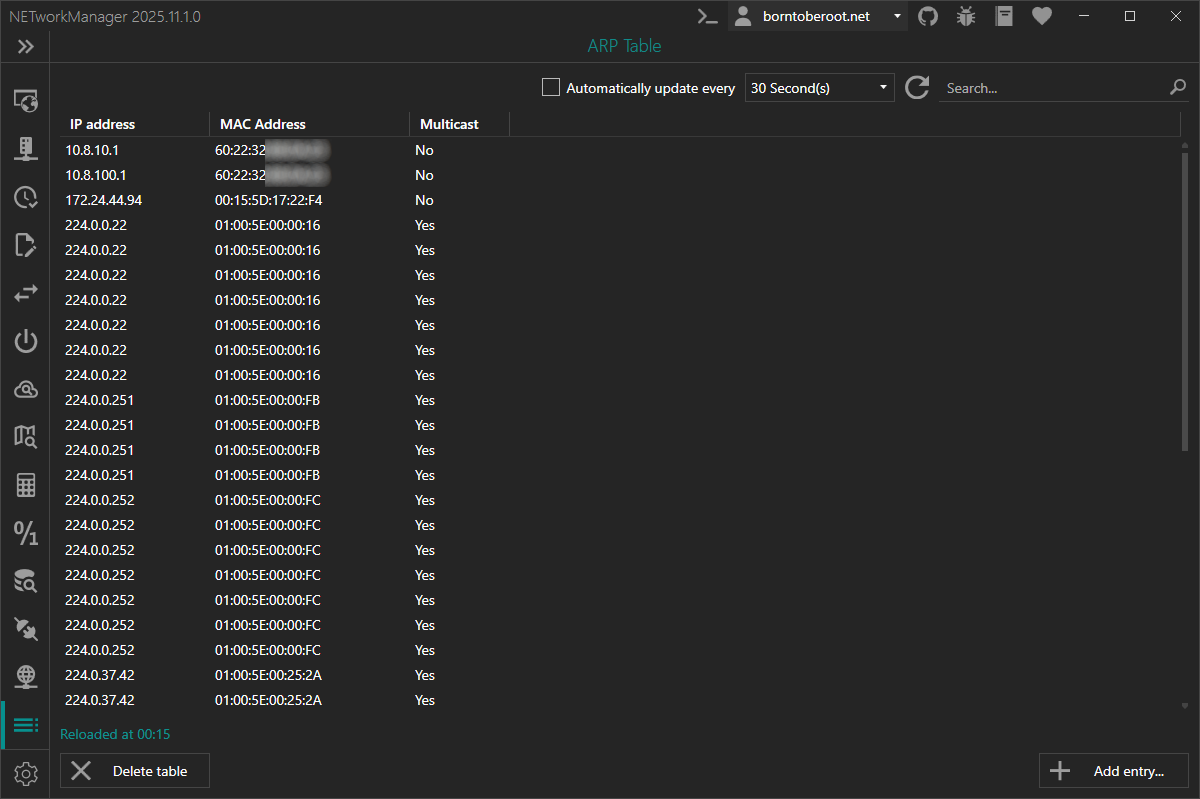 NETworkManager 2025.11.1.0
borntoberoot.net
ARP Table
Automatically update every 30 Second(s) Search...
IP address MAC Address Multicast
10.8.10.1 60:22:32 No
10.8.100.1 60:22:32 No
172.24.44.94 00:15:5D:17:22:F4 No
224.0.0.22 01:00:5E:00:00:16 Yes
224.0.0.22 01:00:5E:00:00:16 Yes
224.0.0.22 01:00:5E:00:00:16 Yes
224.0.0.22 01:00:5E:00:00:16 Yes
224.0.0.22 01:00:5E:00:00:16 Yes
224.0.0.22 01:00:5E:00:00:16 Yes
224.0.0.22 01:00:5E:00:00:16 Yes
224.0.0.251 01:00:5E:00:00:FB Yes
224.0.0.251 01:00:5E:00:00:FB Yes
224.0.0.251 01:00:5E:00:00:FB Yes
224.0.0.251 01:00:5E:00:00:FB Yes
224.0.0.252 01:00:5E:00:00:FC Yes
224.0.0.252 01:00:5E:00:00:FC Yes
224.0.0.252 01:00:5E:00:00:FC Yes
224.0.0.252 01:00:5E:00:00:FC Yes
224.0.0.252 01:00:5E:00:00:FC Yes
224.0.0.252 01:00:5E:00:00:FC Yes
224.0.0.252 01:00:5E:00:00:FC Yes
224.0.37.42 01:00:5E:00:25:2A Yes
224.0.37.42 01:00:5E:00:25:2A Yes
Reloaded at 00:15
Delete table Add entry...